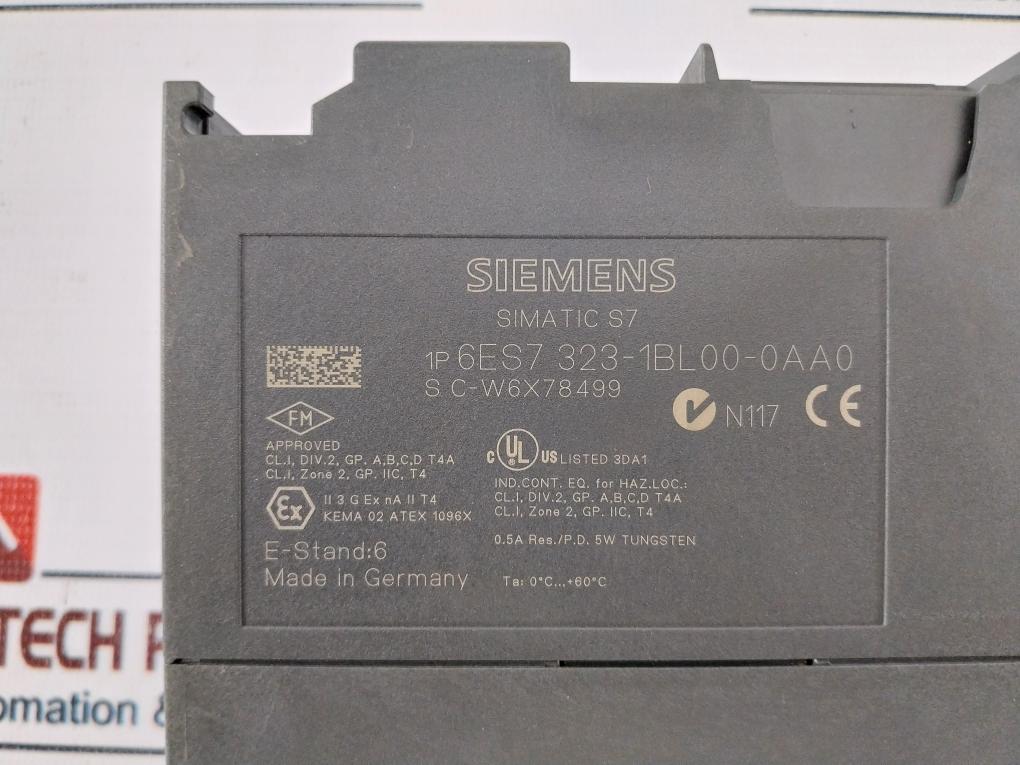 SIEMENS
SIMATIC S7
1P 6ES7 323-1BL00-0AA0
S C-W6X78499
N117 CE
FM
APPROVED
CL.I, DIV.2, GP. A,B,C,D T4A
CL.I, Zone 2, GP. IIC, T4
Ex II 3 G Ex nA II T4
KEMA 02 ATEX 1096X
E-Stand:6
Made in Germany
C UL ® US LISTED 3DA1
IND.CONT. EQ. for HAZ.LOC.:
CL.I, DIV.2, GP. A,B,C,D T4A
CL.I, Zone 2, GP. IIC, T4
0.5A Res./P.D. 5W TUNGSTEN
Ta: 0°C...+60°C
TECH
omation &